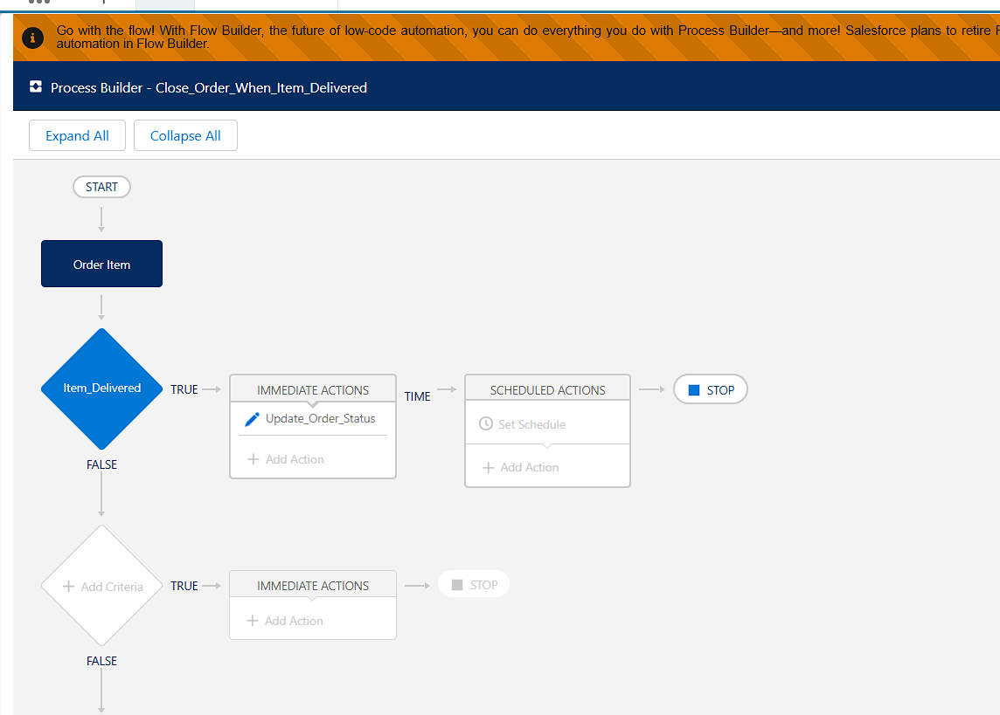 Go with the flow! With Flow Builder, the future of low-code automation, you can do everything you do with Process Builder—and more! Salesforce plans to retire
automation in Flow Builder.
Process Builder - Close_Order_When_Item_Delivered
Expand All
Collapse All
START
Order Item
Item_Delivered
TRUE
IMMEDIATE ACTIONS
Update_Order_Status
Add Action
TIME
SCHEDULED ACTIONS
Set Schedule
Add Action
STOP
FALSE
Add Criteria
TRUE
IMMEDIATE ACTIONS
Add Action
STOP
FALSE